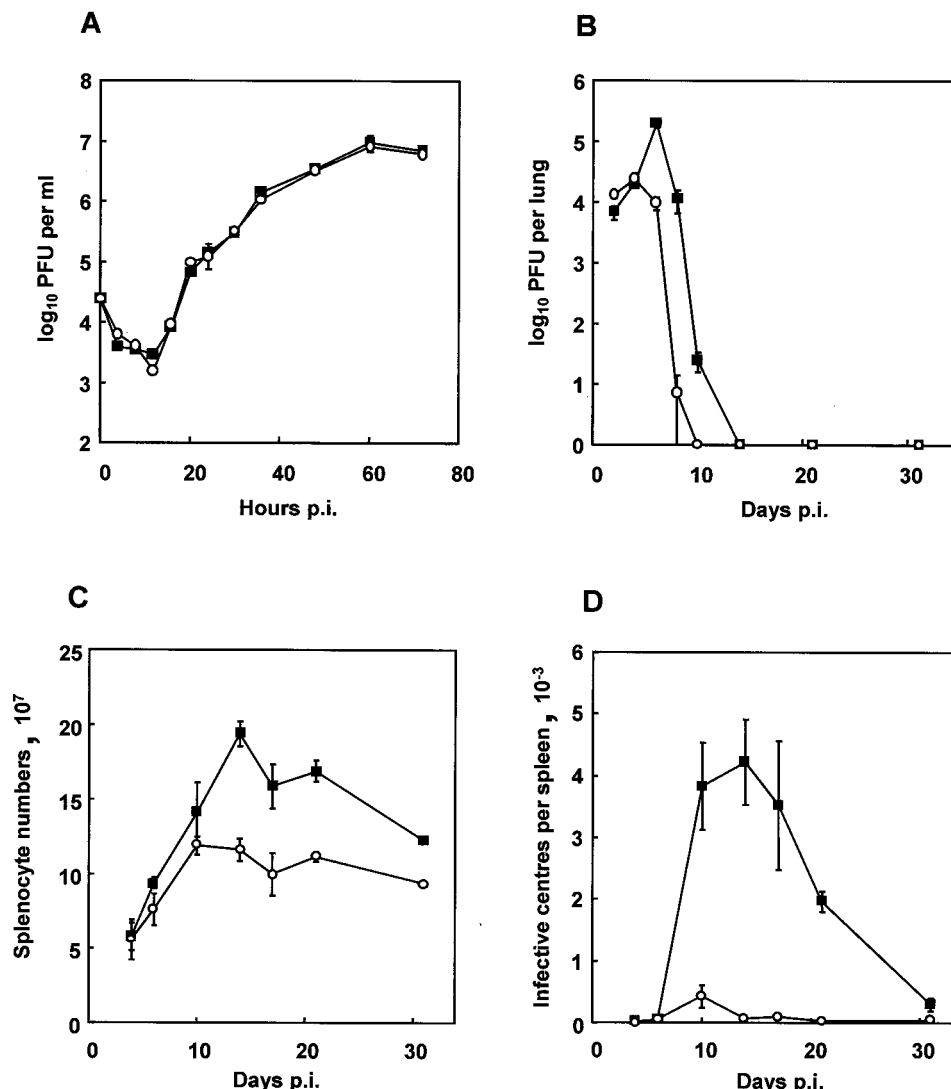 A
8
7
6
5
4
3
2
log₁₀ PFU per ml
0 20 40 60 80
Hours p.i.
B
6
5
4
3
2
1
0
log₁₀ PFU per lung
0 10 20 30
Days p.i.
C
25
20
15
10
5
0
Splenocyte numbers , 10⁷
0 10 20 30
Days p.i.
D
6
5
4
3
2
1
0
Infective centres per spleen , 10⁻³
0 10 20 30
Days p.i.